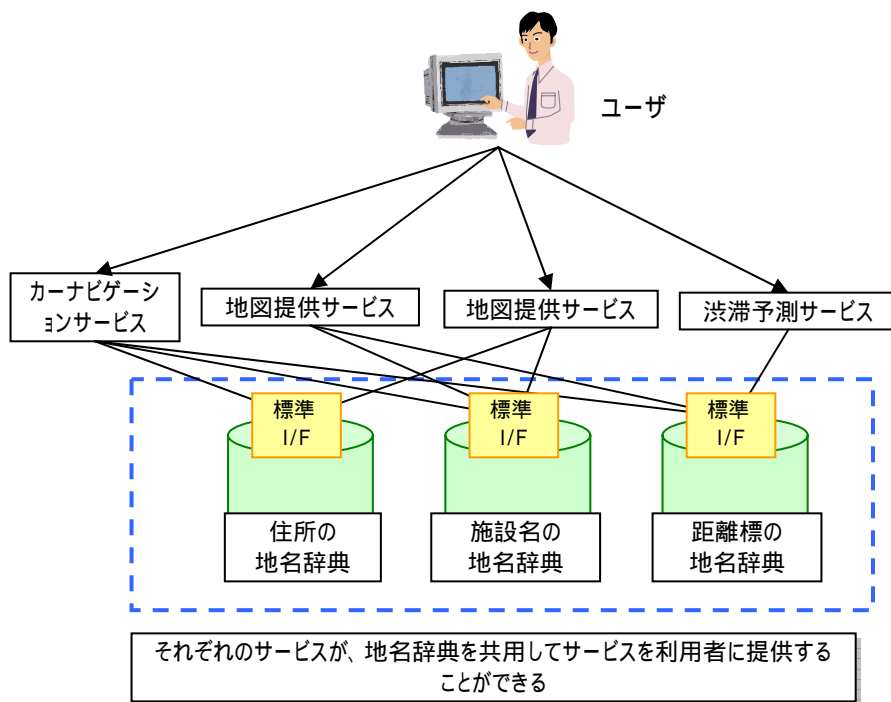 ユーザ
カーナビゲーシ
ョンサービス
地図提供サービス
地図提供サービス
渋滞予測サービス
標準
I/F
標準
I/F
標準
I/F
住所の
地名辞典
施設名の
地名辞典
距離標の
地名辞典
それぞれのサービスが、地名辞典を共用してサービスを利用者に提供する
ことができる